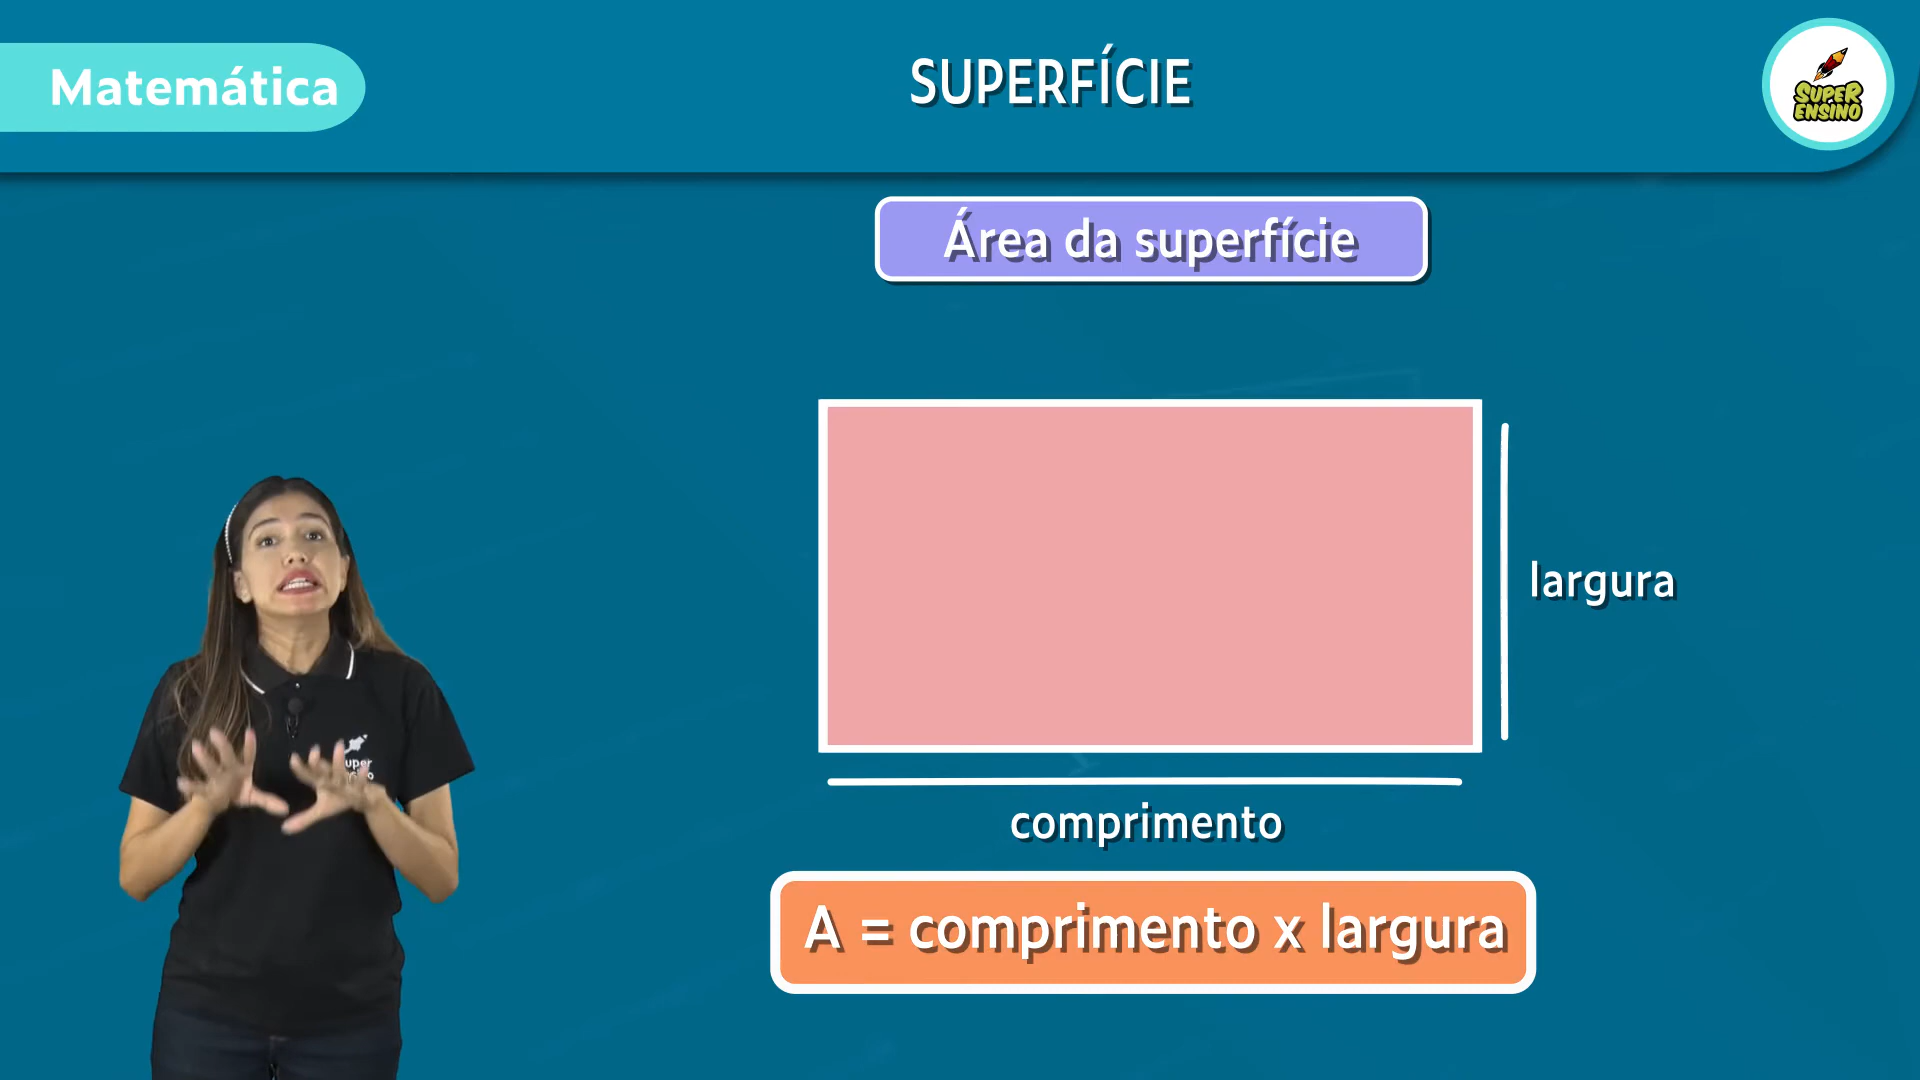 Matemática
SUPERFÍCIE
SUPER
ENSINO
Área da superfície
largura
comprimento
A = comprimento x largura